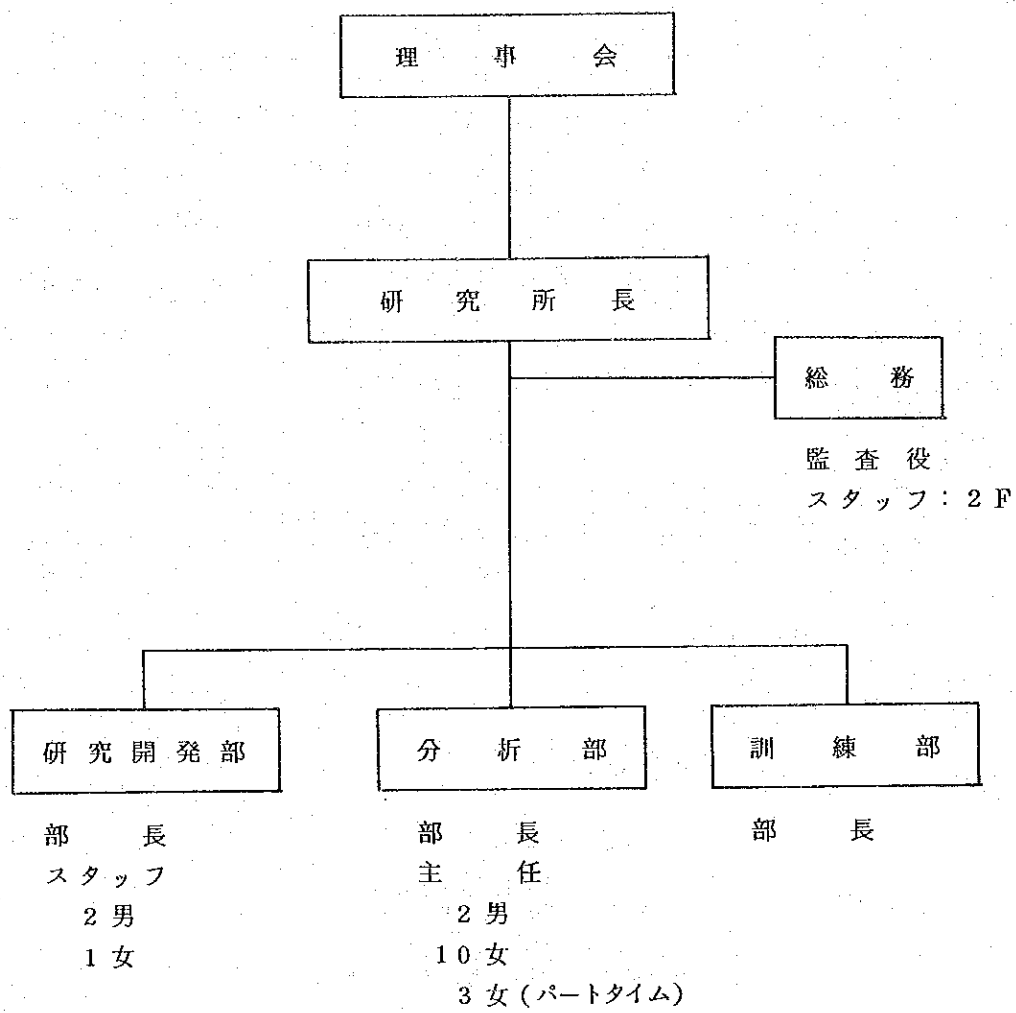 理事会
研究所長
総務
監査役
スタッフ：2F
研究開発部
部長
スタッフ
2男
1女
分析部
部長
主任
2男
10女
3女(パートタイム)
訓練部
部長